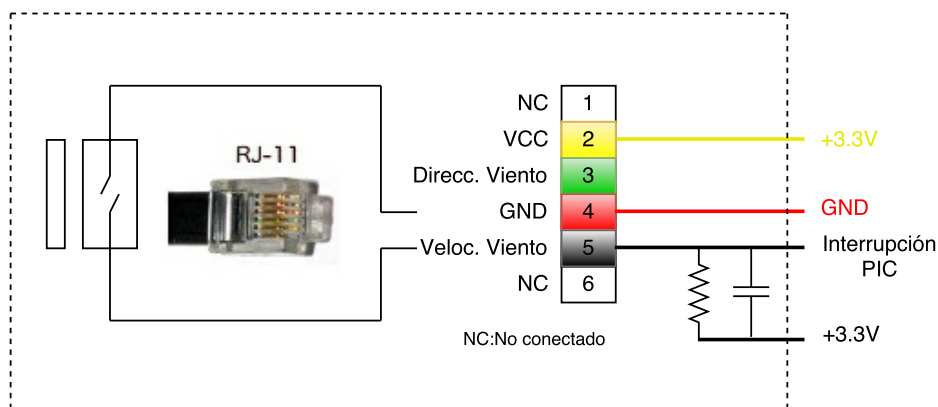 RJ-11
NC 1
VCC 2 +3.3V
Direcc. Viento 3
GND 4 GND
Veloc. Viento 5 Interrupción
PIC
NC 6
NC:No conectado
+3.3V